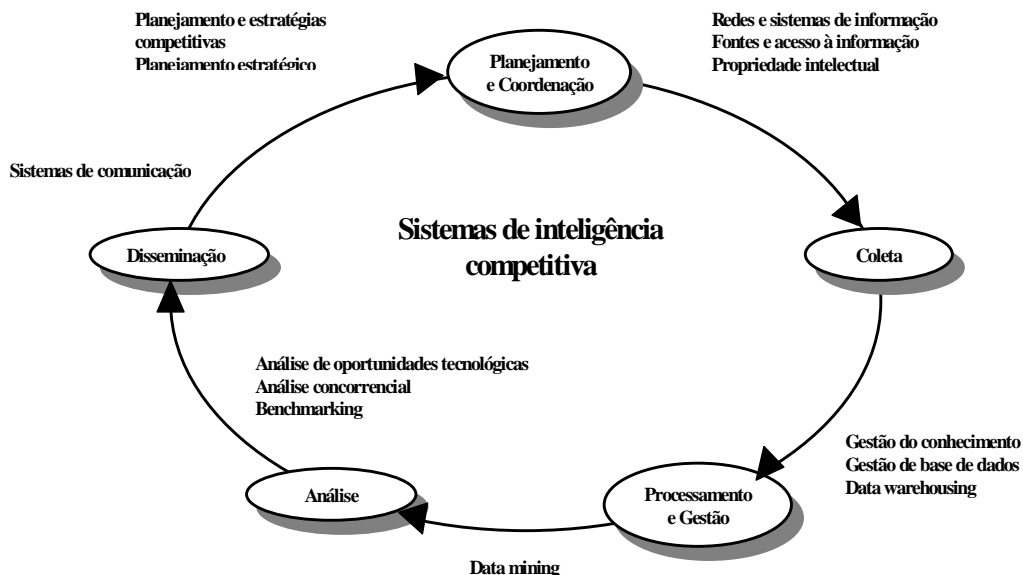 Planejamento e estratégias
competitivas
Planejamento estratégico
Planejamento
e Coordenação
Redes e sistemas de informação
Fontes e acesso à informação
Propriedade intelectual
Sistemas de comunicação
Disseminação
Sistemas de inteligência
competitiva
Coleta
Análise de oportunidades tecnológicas
Análise concorrencial
Benchmarking
Gestão do conhecimento
Gestão de base de dados
Data warehousing
Análise
Processamento
e Gestão
Data mining